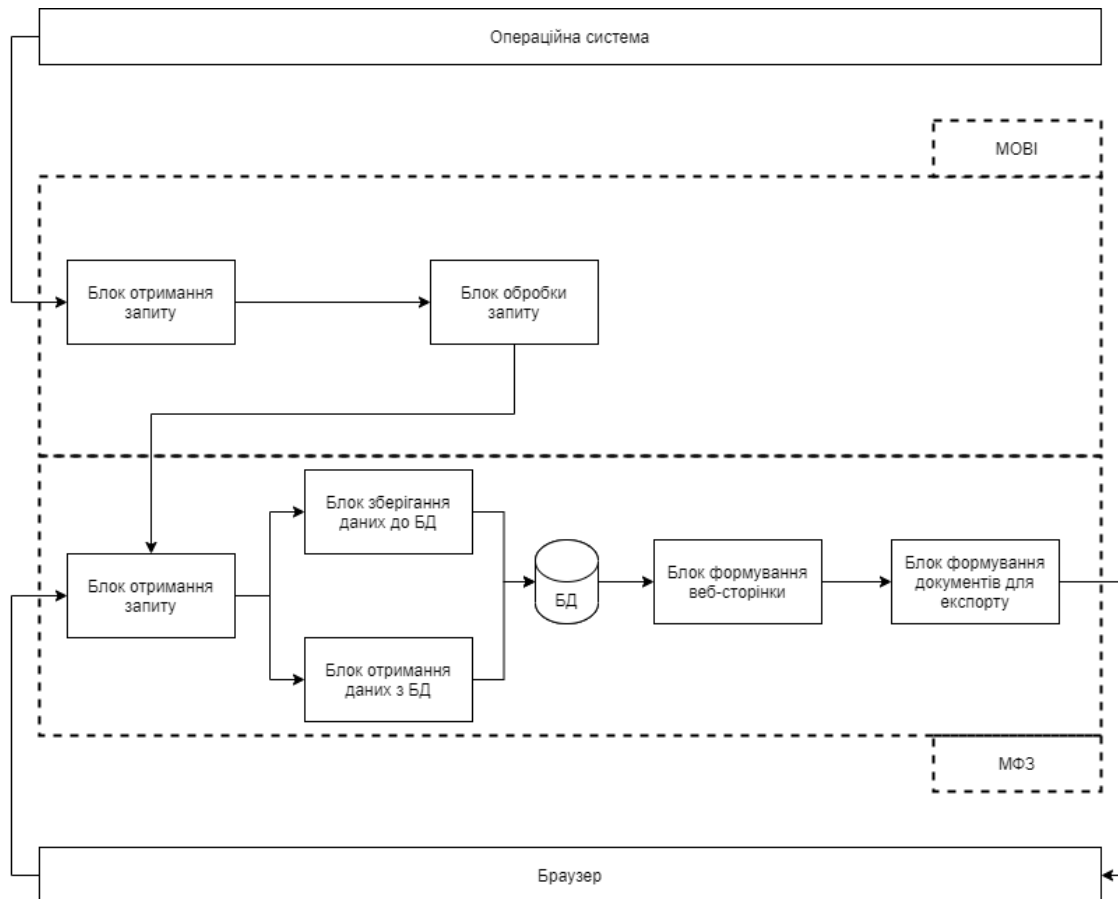 Операційна система
МОВІ
Блок отримання
запиту
Блок обробки
запиту
Блок зберігання
даних до БД
Блок отримання
запиту
БД
Блок формування
веб-сторінки
Блок формування
документів для
експорту
Блок отримання
даних з БД
МФЗ
Браузер